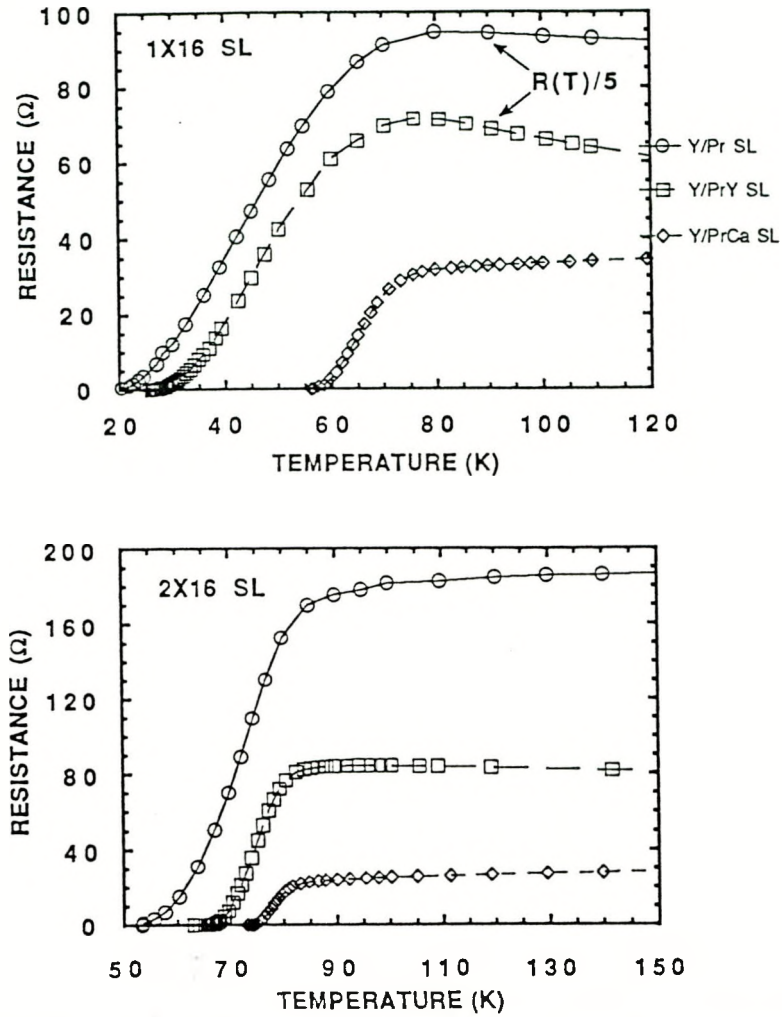 1X16 SL
R(T)/5
RESISTANCE (Ω)
100
80
60
40
20
0
20 40 60 80 100 120
TEMPERATURE (K)
Y/Pr SL
Y/PrY SL
Y/PrCa SL
2X16 SL
RESISTANCE (Ω)
200
160
120
80
40
0
50 70 90 110 130 150
TEMPERATURE (K)